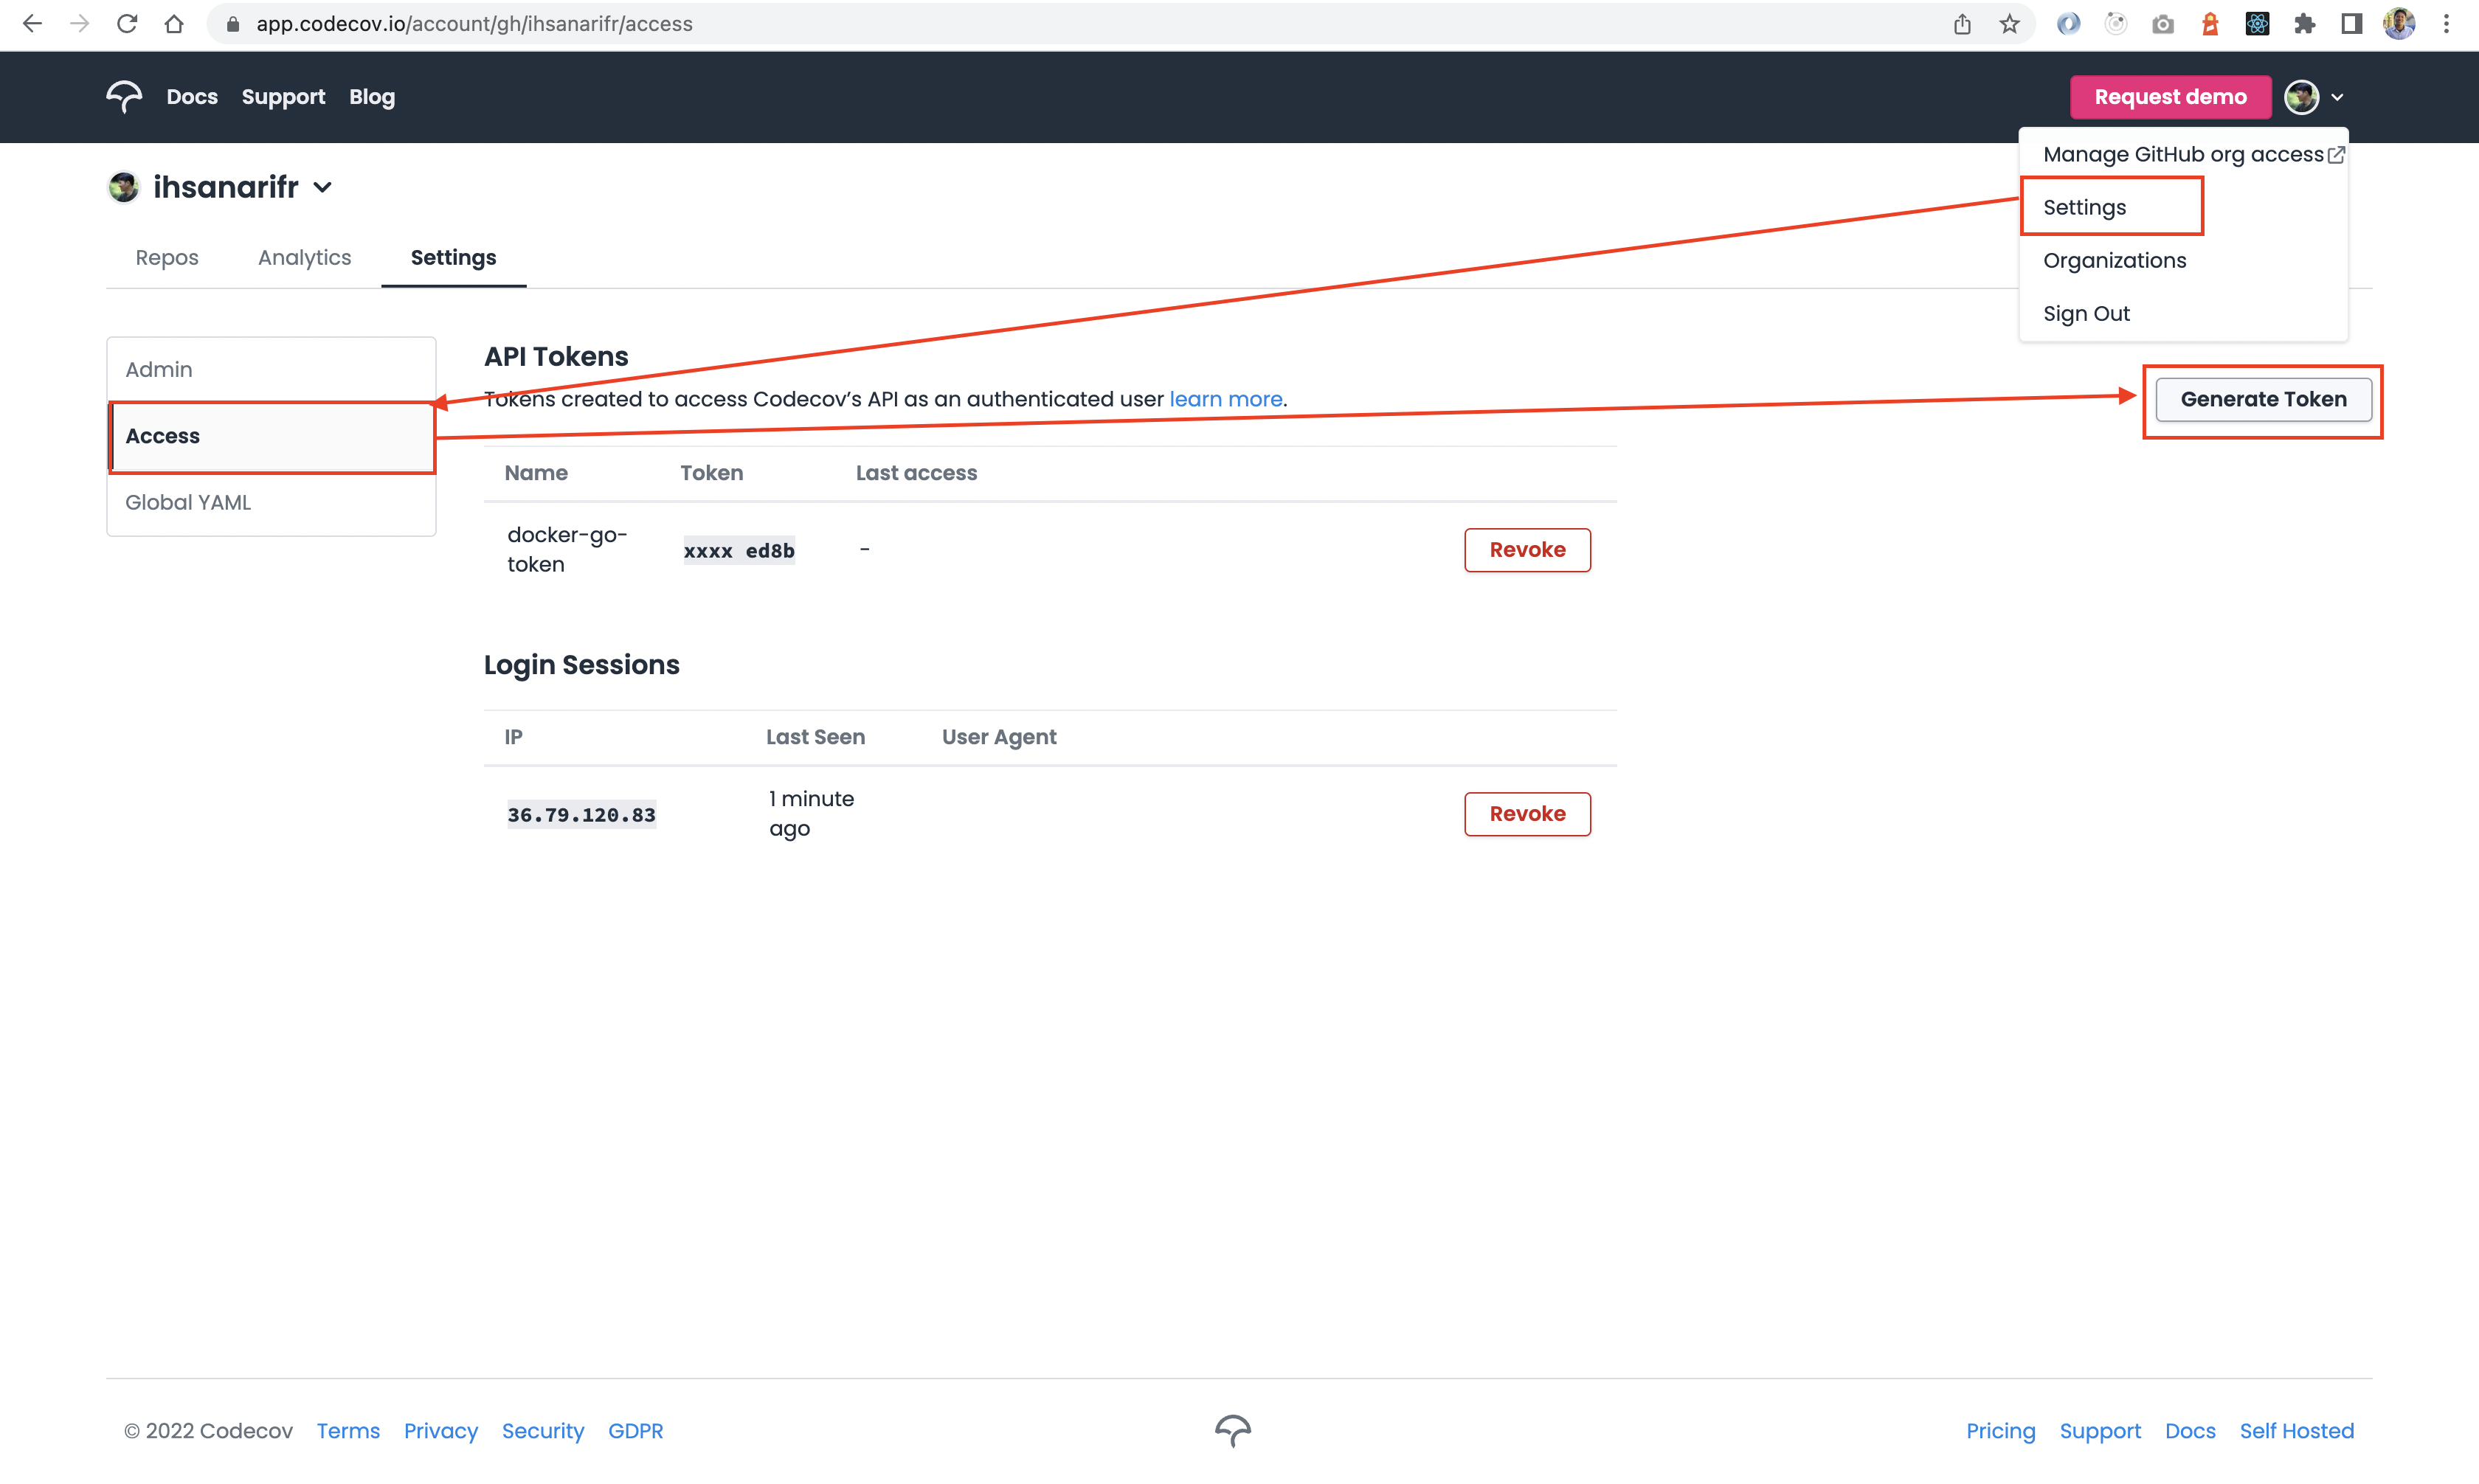 app.codecov.io/account/gh/ihsanarifr/access
Docs Support Blog
Request demo
Manage GitHub org access
Settings
Organizations
Sign Out
ihsanarifr
Repos Analytics Settings
Admin
Access
Global YAML
API Tokens
Tokens created to access Codecov’s API as an authenticated user learn more.
Generate Token
Name Token Last access
docker-go-
token
xxxx ed8b
-
Revoke
Login Sessions
IP Last Seen User Agent
36.79.120.83
1 minute
ago
Revoke
© 2022 Codecov Terms Privacy Security GDPR
Pricing Support Docs Self Hosted